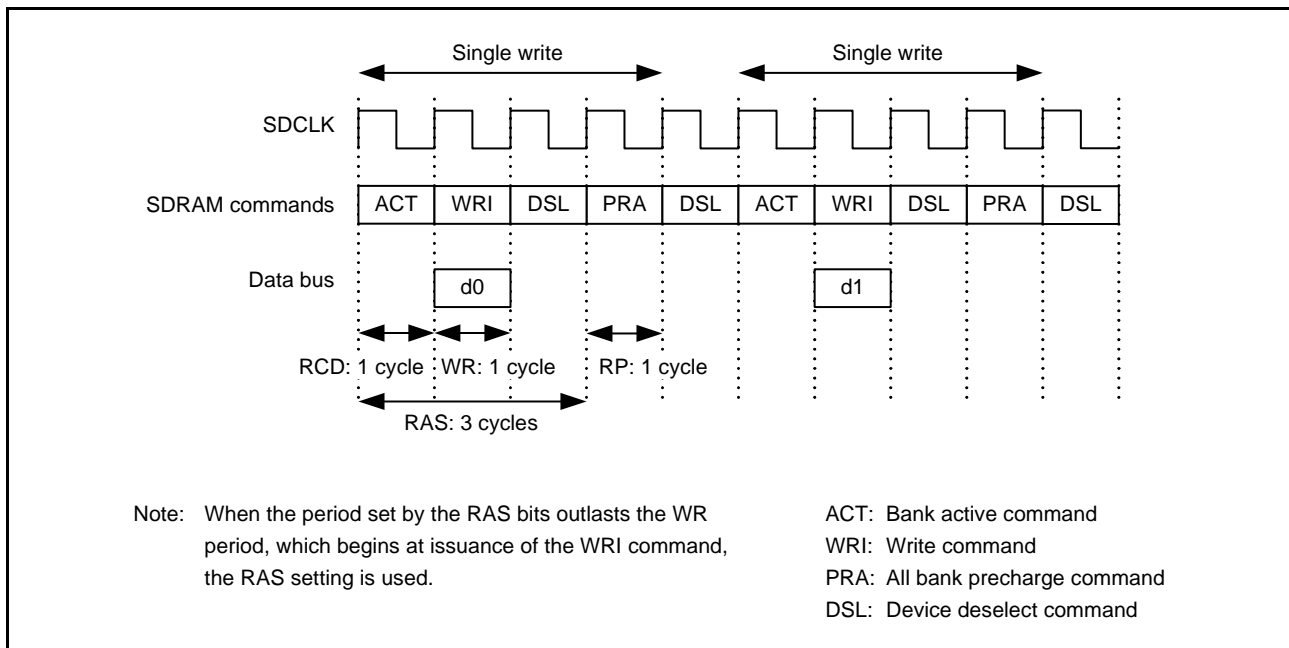 Single write Single write
SDCLK
SDRAM commands ACT WRI DSL PRA DSL ACT WRI DSL PRA DSL
Data bus d0 d1
RCD: 1 cycle WR: 1 cycle RP: 1 cycle
RAS: 3 cycles
Note: When the period set by the RAS bits outlasts the WR
period, which begins at issuance of the WRI command,
the RAS setting is used.
ACT: Bank active command
WRI: Write command
PRA: All bank precharge command
DSL: Device deselect command